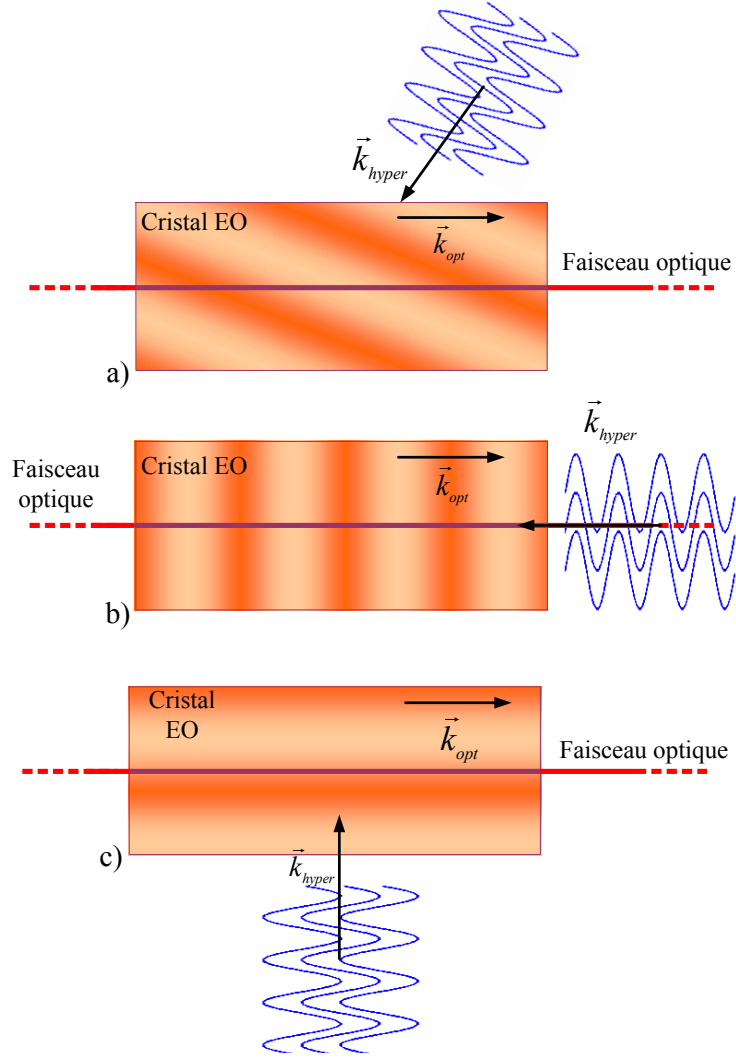 k⃗hyper
Cristal EO
k⃗opt
Faisceau optique
a)
k⃗hyper
Cristal EO
k⃗opt
Faisceau
optique
b)
Cristal
EO
k⃗opt
Faisceau optique
c)
k⃗hyper